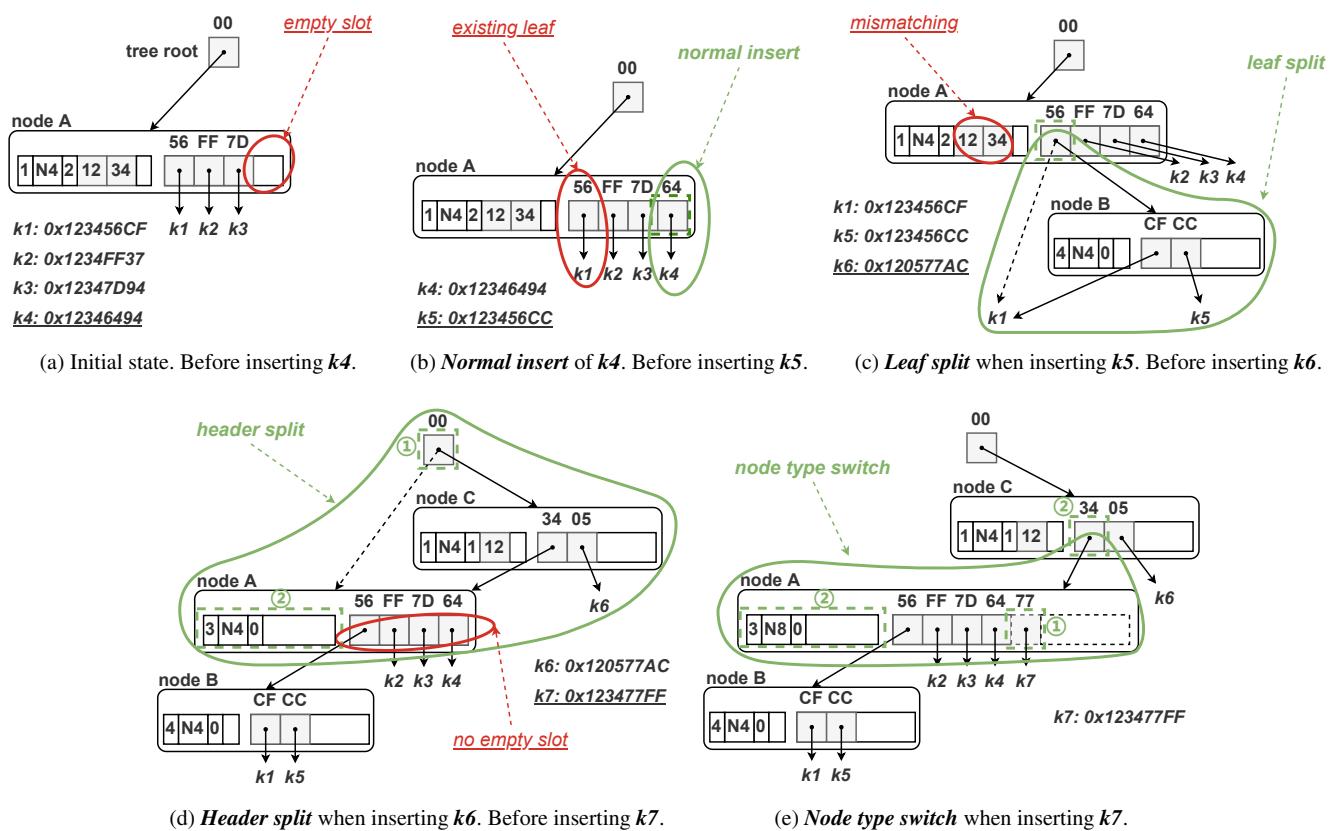 00
empty slot
tree root
node A
56 FF 7D
1 N4 2 12 34
k1 k2 k3
k1: 0x123456CF
k2: 0x1234FF37
k3: 0x12347D94
k4: 0x12346494
(a) Initial state. Before inserting k4.
existing leaf
normal insert
00
node A
56 FF 7D 64
1 N4 2 12 34
k1 k2 k3 k4
k4: 0x12346494
k5: 0x123456CC
(b) Normal insert of k4. Before inserting k5.
mismatching
00
leaf split
node A
56 FF 7D 64
1 N4 2 12 34
k2 k3 k4
k1: 0x123456CF
k5: 0x123456CC
k6: 0x120577AC
node B
CF CC
4 N4 0
k1
k5
(c) Leaf split when inserting k5. Before inserting k6.
header split
00
①
node C
34 05
1 N4 1 12
k6
node A
②
56 FF 7D 64
3 N4 0
k2 k3 k4
k6: 0x120577AC
k7: 0x123477FF
node B
CF CC
4 N4 0
k1 k5
no empty slot
(d) Header split when inserting k6. Before inserting k7.
00
node type switch
node C
② 34 05
1 N4 1 12
k6
node A
②
56 FF 7D 64 77
3 N8 0
①
k2 k3 k4 k7
node B
CF CC
4 N4 0
k1 k5
k7: 0x123477FF
(e) Node type switch when inserting k7.